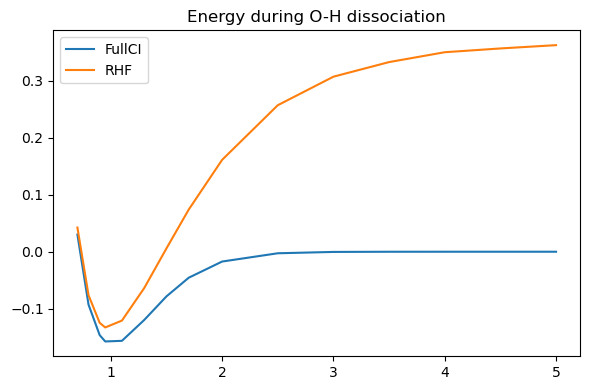 Energy during O-H dissociation
FullCI
RHF
0.3
0.2
0.1
0.0
−0.1
1 2 3 4 5